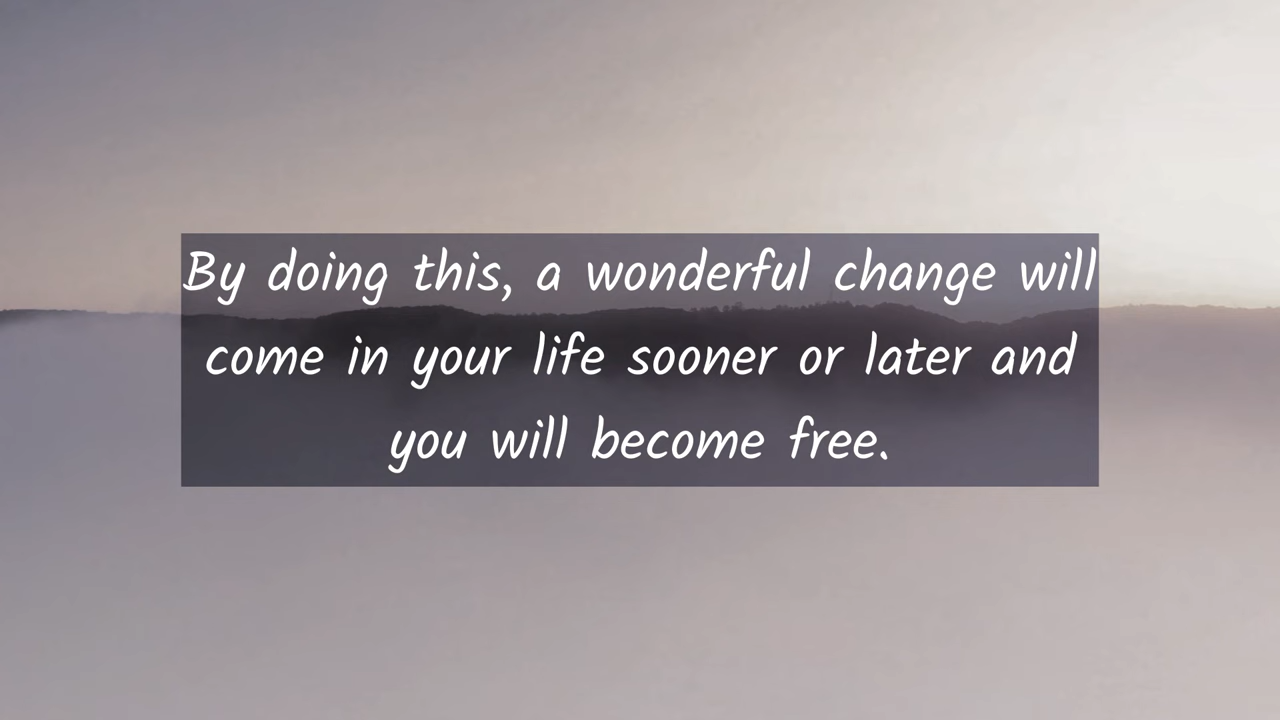 By doing this, a wonderful change will
come in your life sooner or later and
you will become free.